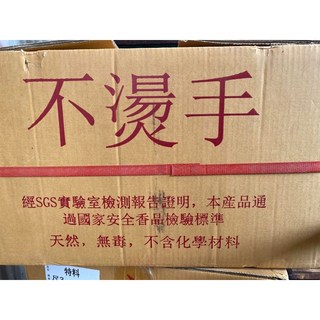 不燙手
經SGS實驗室檢測報告證明，本産品通
過國家安全香品檢驗標準
天然，無毒，不含化學材料
特料